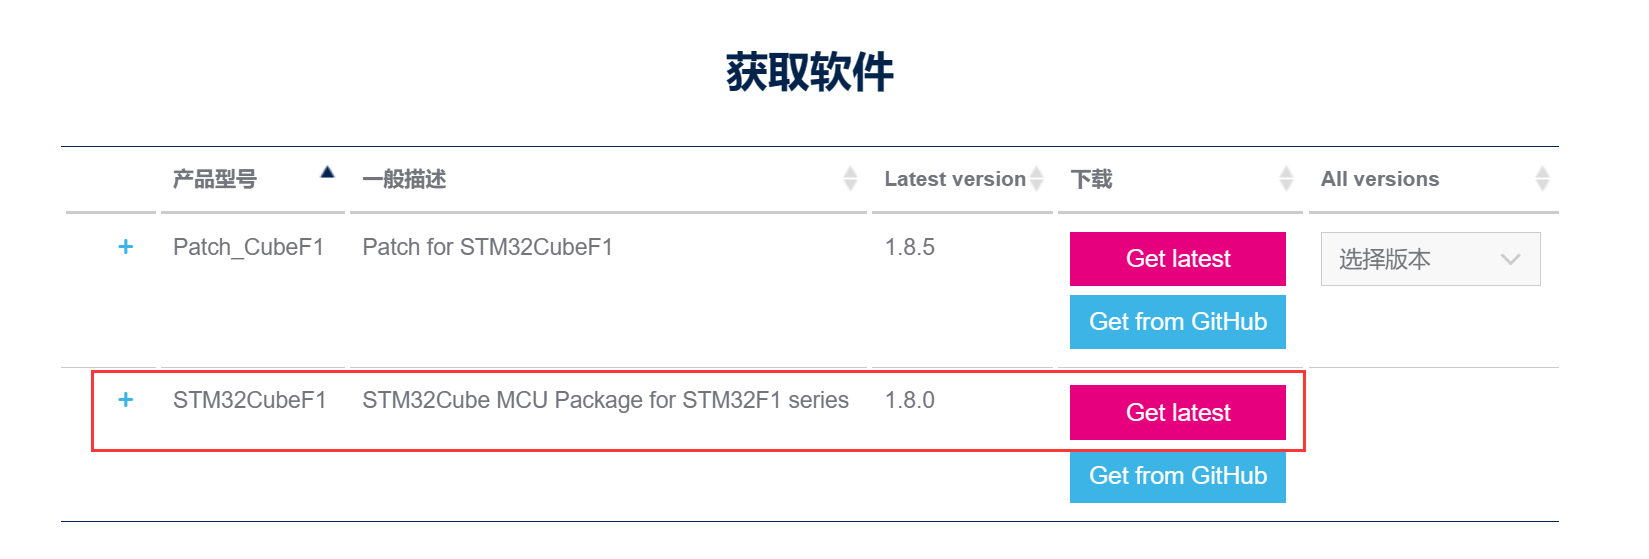 获取软件
产品型号 一般描述 Latest version 下载 All versions
+ Patch_CubeF1 Patch for STM32CubeF1 1.8.5 Get latest 选择版本
Get from GitHub
+ STM32CubeF1 STM32Cube MCU Package for STM32F1 series 1.8.0 Get latest
Get from GitHub